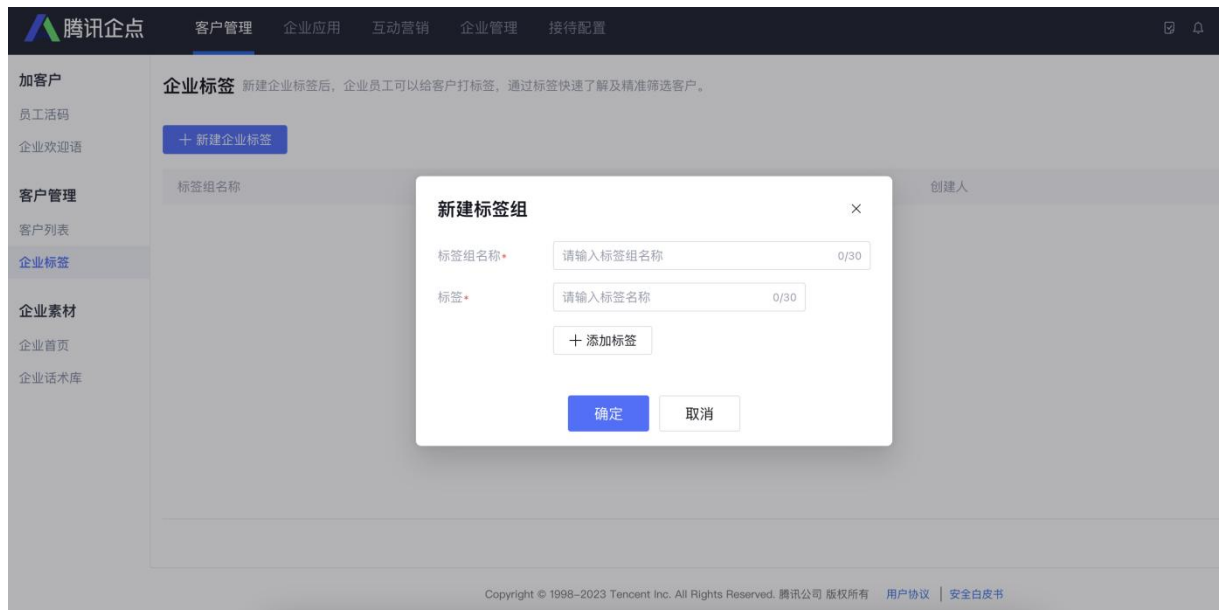 腾讯企点 客户管理 企业应用 互动营销 企业管理 接待配置
加客户
员工活码
企业欢迎语
客户管理
客户列表
企业标签
企业素材
企业首页
企业话术库
企业标签 新建企业标签后，企业员工可以给客户打标签，通过标签快速了解及精准筛选客户。
＋ 新建企业标签
标签组名称 创建人
新建标签组 ×
标签组名称• 请输入标签组名称 0/30
标签• 请输入标签名称 0/30
＋ 添加标签
确定 取消
Copyright © 1998-2023 Tencent Inc. All Rights Reserved. 腾讯公司 版权所有 用户协议 | 安全白皮书